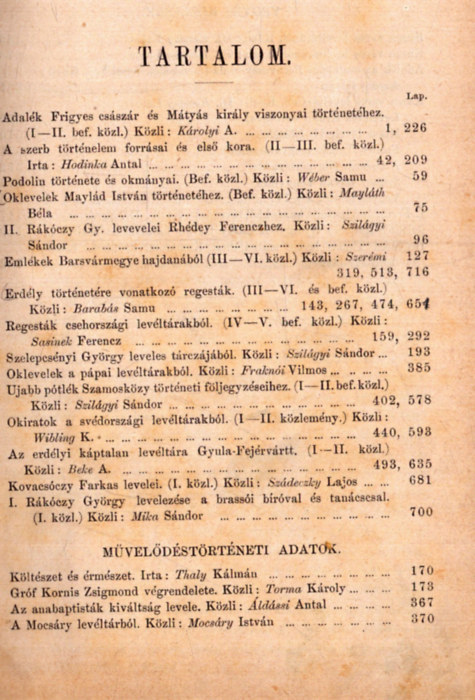 TARTALOM.
Lap.
Adalék Frigyes császár és Mátyás király viszonyai történetéhez.
(I—II. bef. közl.) Közli: Károlyi A. ... ... ... ... ... ... 1, 226
A szerb történelem forrásai és első kora. (II—III. bef. közl.)
Irta: Hodinka Antal ... ... ... ... ... ... ... ... 42, 209
Podolin története és okmányai. (Bef. közl.) Közli: Wéber Samu ... 59
Oklevelek Maylád István történetéhez. (Bef. közl.) Közli: Mayláth
Béla ... ... ... ... ... ... ... ... ... ... ... 75
II. Rákóczy Gy. levevelei Rhédey Ferenczhez. Közli: Szilágyi
Sándor ... ... ... ... ... ... ... ... ... ... 96
Emlékek Barsvármegye hajdanából (III—VI. közl.) Közli: Szerémi 127
319, 513, 716
Erdély történetére vonatkozó regesták. (III—VI. és bef. közl.)
Közli: Barabás Samu ... ... ... ... 143, 267, 474, 654
Regesták csehországi levéltárakból. (IV—V. bef. közl.) Közli:
Sasinek Ferencz ... ... ... ... ... ... ... ... 159, 292
Szelepcsényi György leveles tárczájából. Közli: Szilágyi Sándor ... 193
Oklevelek a pápai levéltárakból. Közli: Fraknói Vilmos ... ... 385
Ujabb pótlék Szamosközy történeti följegyzéseihez. (I—II. bef. közl.)
Közli: Szilágyi Sándor ... ... ... ... ... ... ... 402, 578
Okiratok a svédországi levéltárakból. (I—II. közlemény.) Közli:
Wibling K. ... ... ... ... ... ... ... ... ... 440, 593
Az erdélyi káptalan levéltára Gyula-Fejérvártt. (I—II. közl.)
Közli: Beke A. ... ... ... ... ... ... ... ... 493, 635
Kovacsóczy Farkas levelei. (I. közl.) Közli: Szádeczky Lajos ... ... 681
I. Rákóczy György levelezése a brassói biróval és tanácscsal.
(I. közl.) Közli: Mika Sándor ... ... ... ... ... ... 700
MŰVELŐDÉSTÖRTÉNETI ADATOK.
Költészet és érmészet. Irta: Thaly Kálmán ... ... ... ... ... 170
Gróf Kornis Zsigmond végrendelete. Közli: Torma Károly ... ... 173
Az anabaptisták kiváltság levele. Közli: Áldássi Antal ... ... ... 367
A Mocsáry levéltárból. Közli: Mocsáry István ... ... ... ... 370